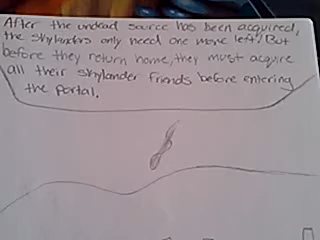 After the undead source has been acquired,
the skylanders only need one more left. But
before they return home, they must acquire
all their skylander friends before entering
the portal.